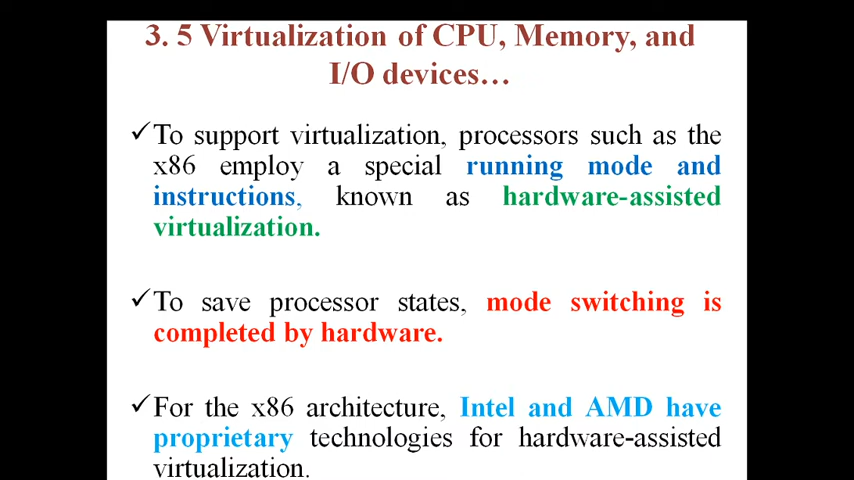 3. 5 Virtualization of CPU, Memory, and
I/O devices…
✓To support virtualization, processors such as the
x86 employ a special running mode and
instructions, known as hardware-assisted
virtualization.
✓To save processor states, mode switching is
completed by hardware.
✓For the x86 architecture, Intel and AMD have
proprietary technologies for hardware-assisted
virtualization.